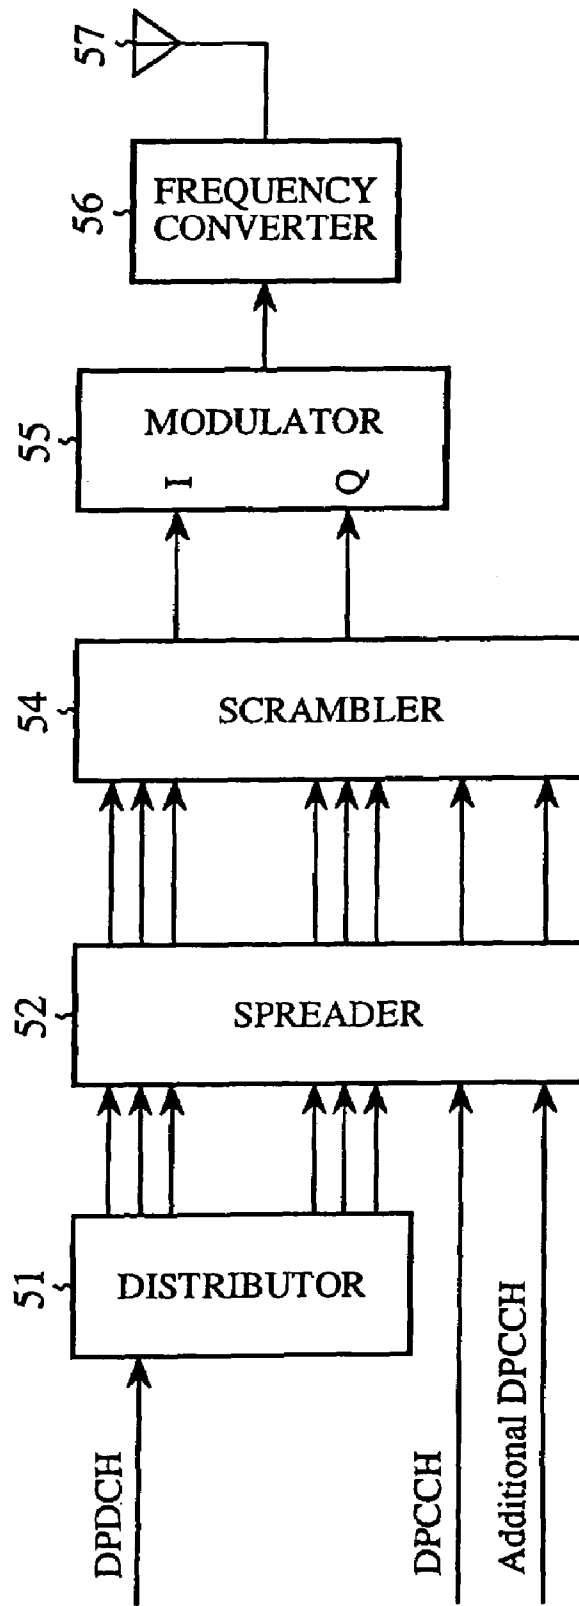 57
56
FREQUENCY
CONVERTER
55
MODULATOR
I
Q
54
SCRAMBLER
52
SPREADER
51
DISTRIBUTOR
DPDCH
DPCCH
Additional DPCCH